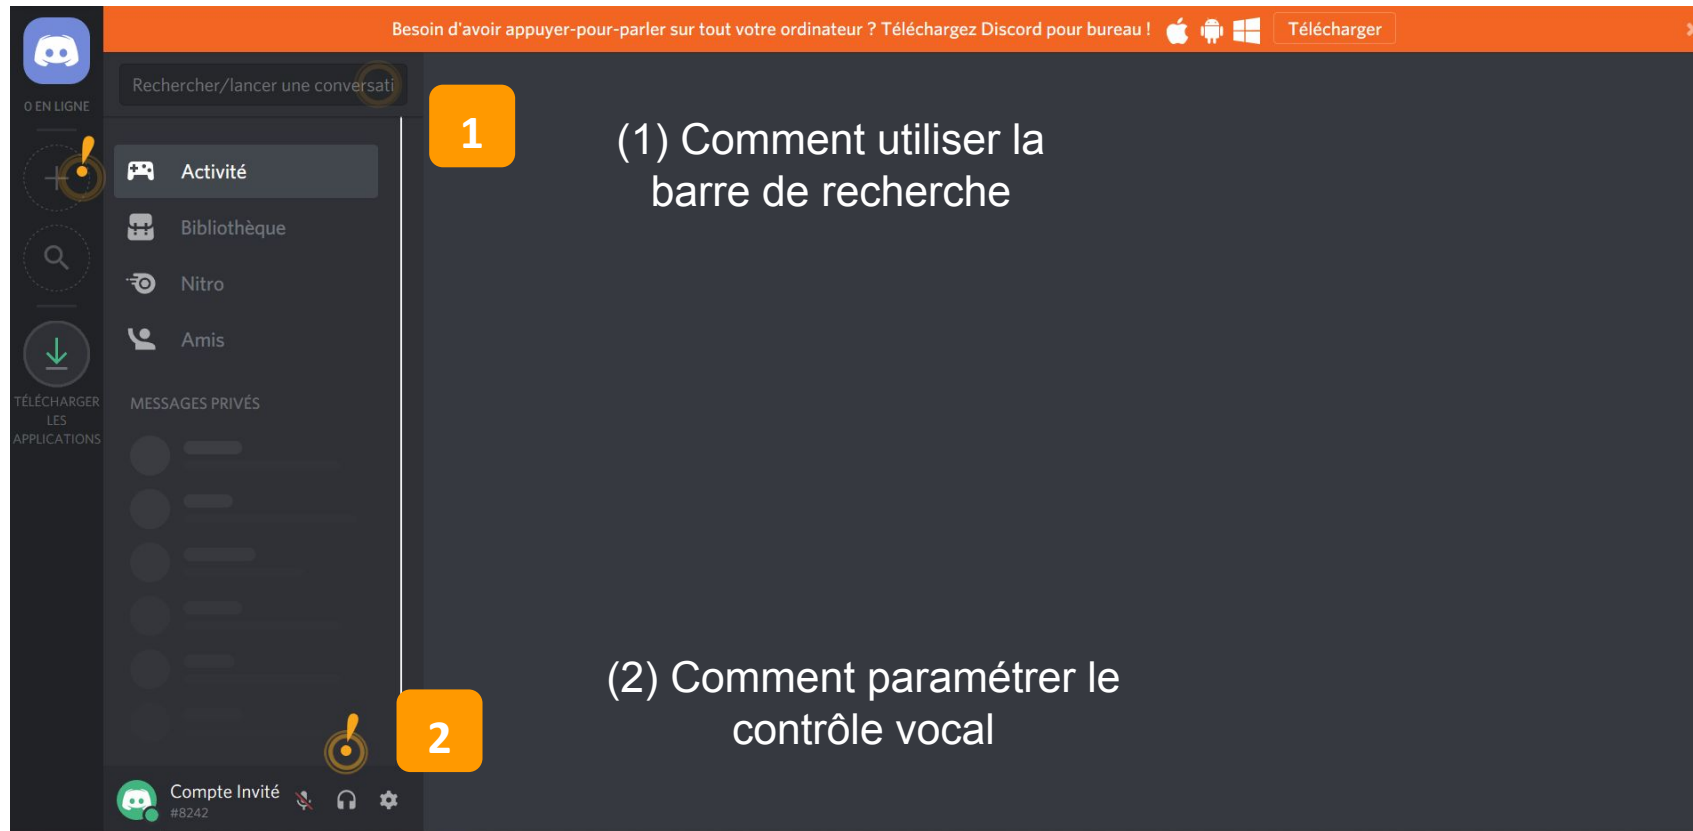 Besoin d'avoir appuyer-pour-parler sur tout votre ordinateur ? Téléchargez Discord pour bureau !
Télécharger
0 EN LIGNE
TÉLÉCHARGER
LES
APPLICATIONS
Rechercher/lancer une conversati
Activité
Bibliothèque
Nitro
Amis
MESSAGES PRIVÉS
Compte Invité
#8242
1
(1) Comment utiliser la
barre de recherche
2
(2) Comment paramétrer le
contrôle vocal